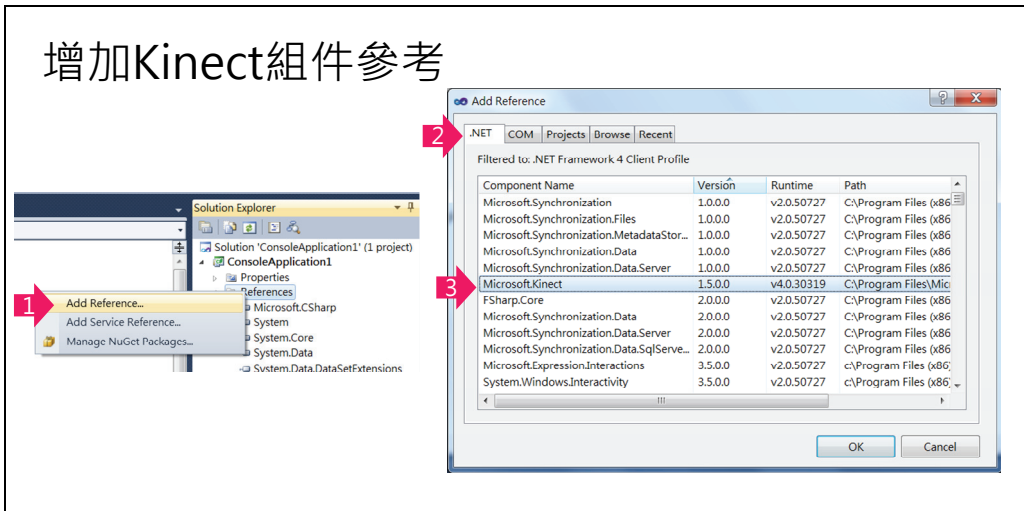 增加Kinect組件參考
Solution Explorer
Solution 'ConsoleApplication1' (1 project)
ConsoleApplication1
Properties
References
Microsoft.CSharp
System
System.Core
System.Data
System.Data.DataSetExtensions
1
Add Reference...
Add Service Reference...
Manage NuGet Packages...
Add Reference
2
.NET COM Projects Browse Recent
Filtered to: .NET Framework 4 Client Profile
Component Name Version Runtime Path
Microsoft.Synchronization 1.0.0.0 v2.0.50727 C:\Program Files (x86
Microsoft.Synchronization.Files 1.0.0.0 v2.0.50727 C:\Program Files (x86
Microsoft.Synchronization.MetadataStor... 1.0.0.0 v2.0.50727 C:\Program Files (x86
Microsoft.Synchronization.Data 1.0.0.0 v2.0.50727 C:\Program Files (x86
Microsoft.Synchronization.Data.Server 1.0.0.0 v2.0.50727 C:\Program Files (x86
3
Microsoft.Kinect 1.5.0.0 v4.0.30319 C:\Program Files\Micr
FSharp.Core 2.0.0.0 v2.0.50727 C:\Program Files (x86
Microsoft.Synchronization.Data 2.0.0.0 v2.0.50727 C:\Program Files (x86
Microsoft.Synchronization.Data.Server 2.0.0.0 v2.0.50727 C:\Program Files (x86
Microsoft.Synchronization.Data.SqlServe... 2.0.0.0 v2.0.50727 C:\Program Files (x86
Microsoft.Expression.Interactions 3.5.0.0 v2.0.50727 c:\Program Files (x86)
System.Windows.Interactivity 3.5.0.0 v2.0.50727 c:\Program Files (x86)
OK Cancel